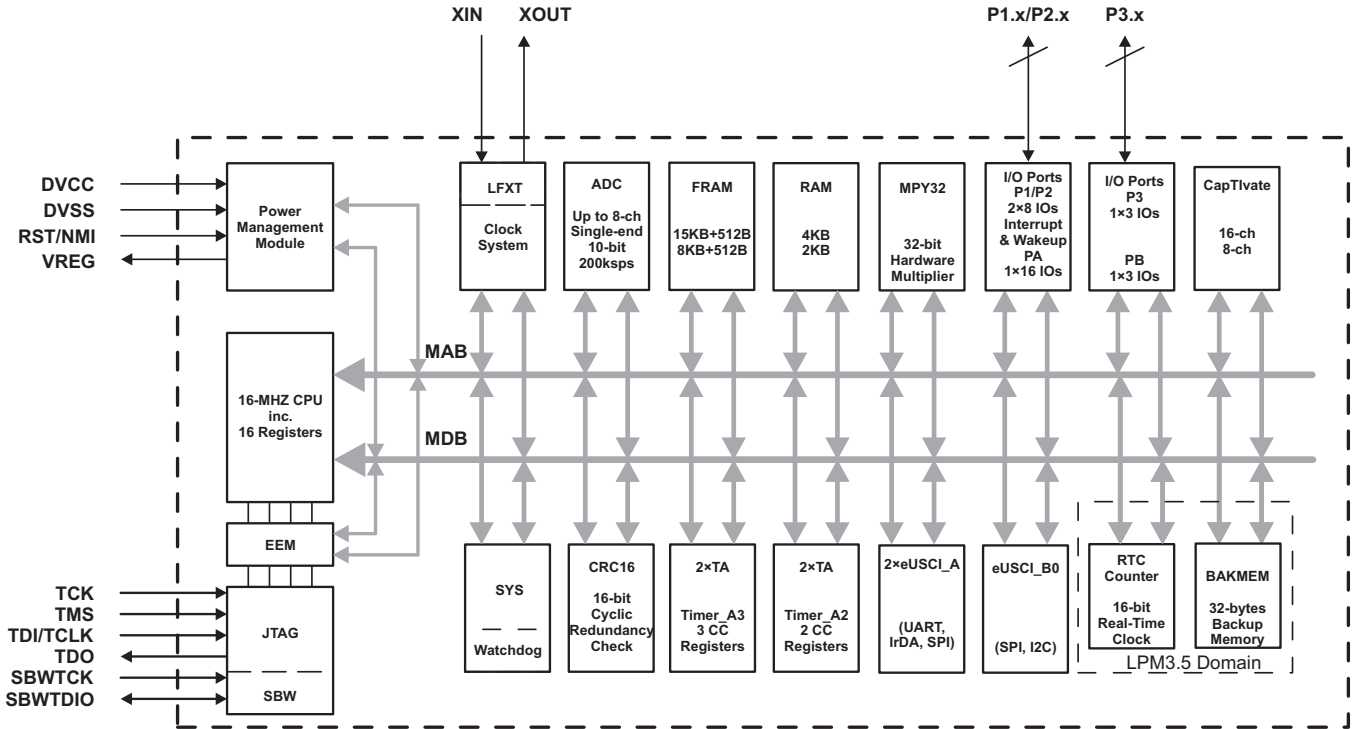 XIN
XOUT
P1.x/P2.x
P3.x
DVCC
DVSS
RST/NMI
VREG
Power
Management
Module
LFXT
Clock
System
ADC
Up to 8-ch
Single-end
10-bit
200ksps
FRAM
15KB+512B
8KB+512B
RAM
4KB
2KB
MPY32
32-bit
Hardware
Multiplier
I/O Ports
P1/P2
2×8 IOs
Interrupt
& Wakeup
PA
1×16 IOs
I/O Ports
P3
1×3 IOs
PB
1×3 IOs
CapTIvate
16-ch
8-ch
MAB
16-MHZ CPU
inc.
16 Registers
MDB
EEM
TCK
TMS
TDI/TCLK
TDO
SBWTCK
SBWTDIO
JTAG
SBW
SYS
Watchdog
CRC16
16-bit
Cyclic
Redundancy
Check
2×TA
Timer_A3
3 CC
Registers
2×TA
Timer_A2
2 CC
Registers
2×eUSCI_A
(UART,
IrDA, SPI)
eUSCI_B0
(SPI, I2C)
RTC
Counter
16-bit
Real-Time
Clock
BAKMEM
32-bytes
Backup
Memory
LPM3.5 Domain